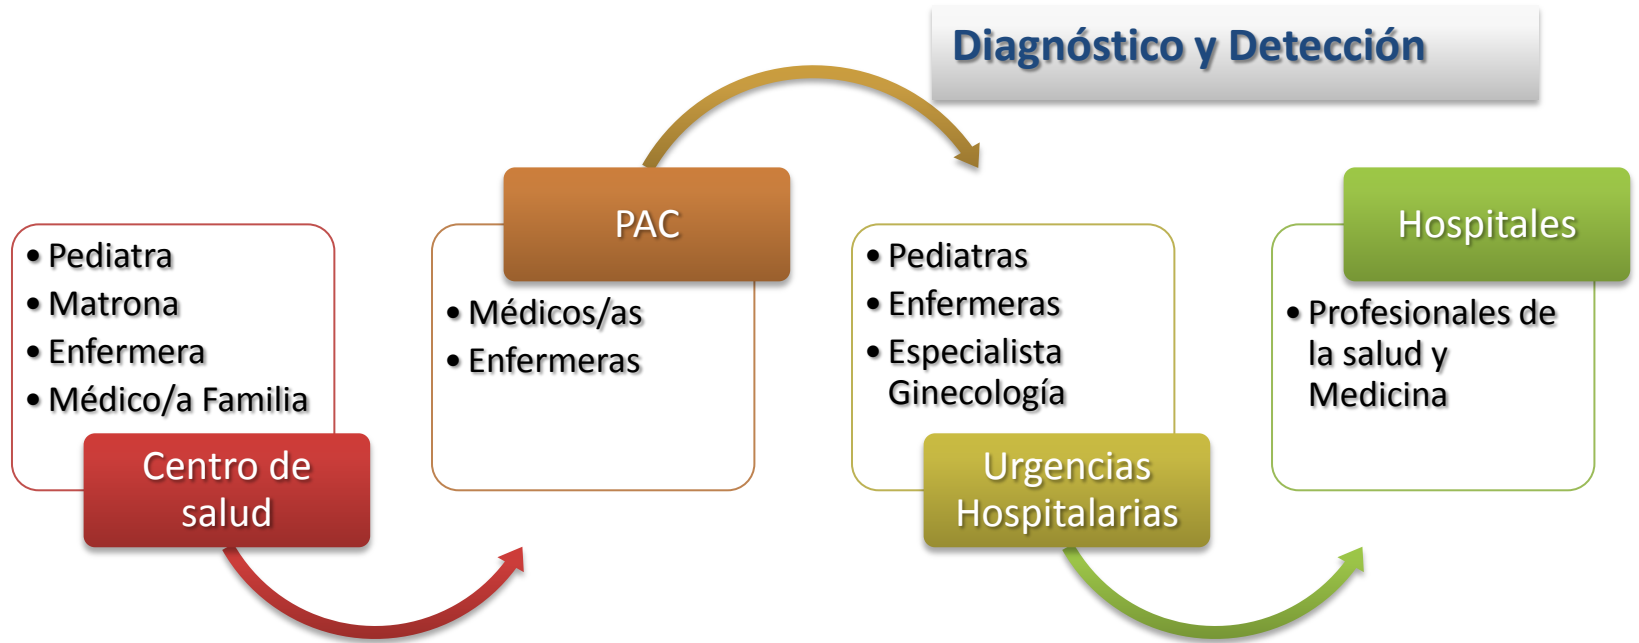 Diagnóstico y Detección
• Pediatra
• Matrona
• Enfermera
• Médico/a Familia
Centro de
salud
PAC
• Médicos/as
• Enfermeras
• Pediatras
• Enfermeras
• Especialista
Ginecología
Urgencias
Hospitalarias
Hospitales
• Profesionales de
la salud y
Medicina